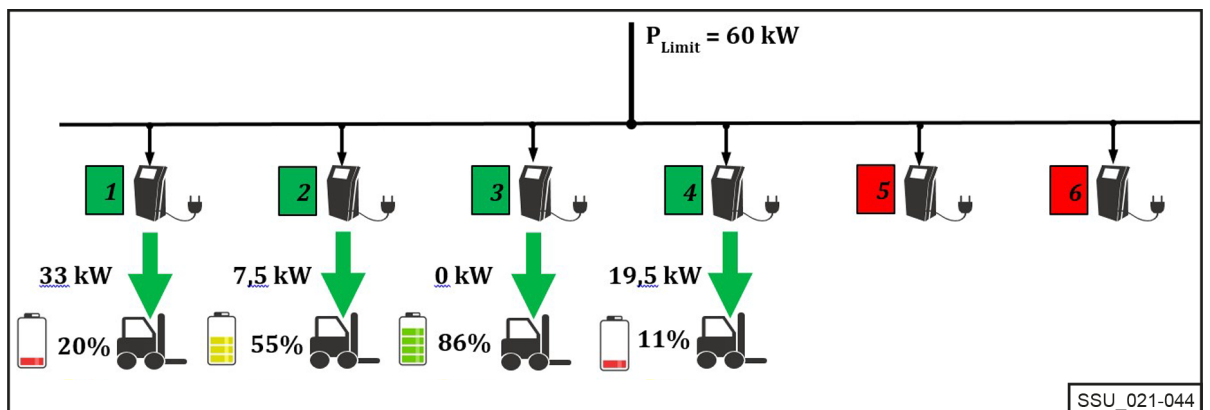 P Limit = 60 kW
1 2 3 4 5 6
33 kW 7,5 kW 0 kW 19,5 kW
20% 55% 86% 11%
SSU_021-044